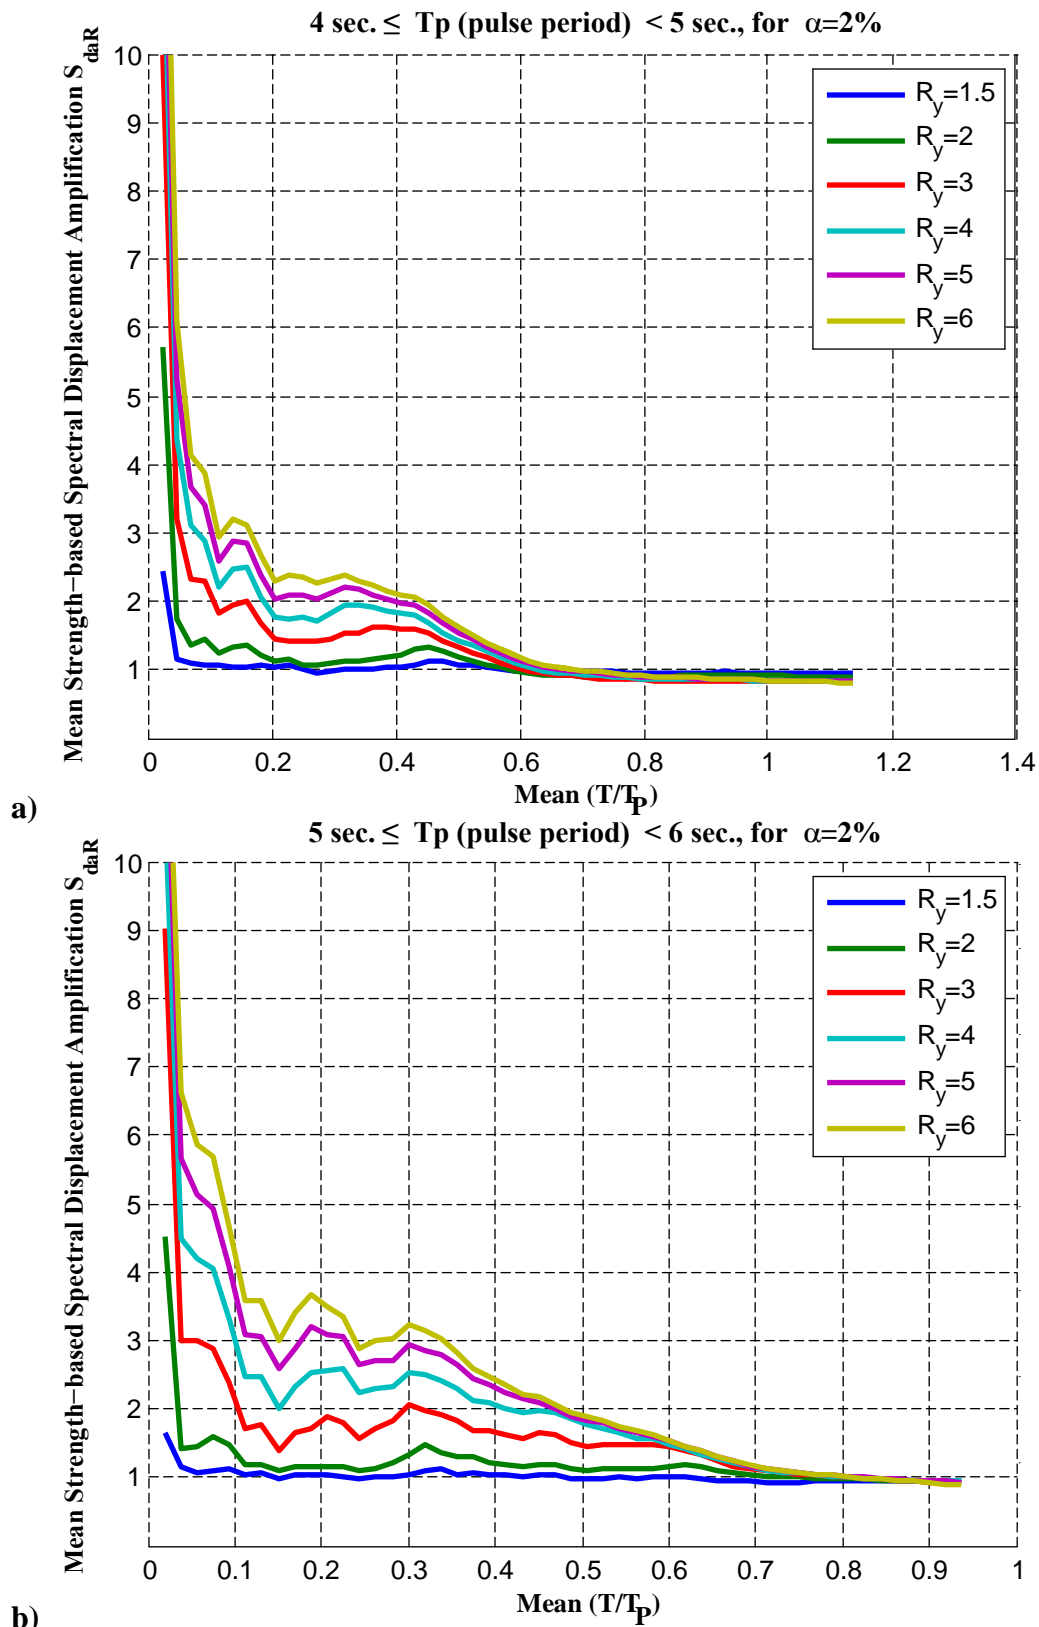 4 sec. ≤ Tp (pulse period) < 5 sec., for α=2%
Mean Strength−based Spectral Displacement Amplification S_daR
10
9
8
7
6
5
4
3
2
1
R_y=1.5
R_y=2
R_y=3
R_y=4
R_y=5
R_y=6
0 0.2 0.4 0.6 0.8 1 1.2 1.4
Mean (T/T_P)
a)
5 sec. ≤ Tp (pulse period) < 6 sec., for α=2%
Mean Strength−based Spectral Displacement Amplification S_daR
10
9
8
7
6
5
4
3
2
1
R_y=1.5
R_y=2
R_y=3
R_y=4
R_y=5
R_y=6
0 0.1 0.2 0.3 0.4 0.5 0.6 0.7 0.8 0.9 1
Mean (T/T_P)
b)